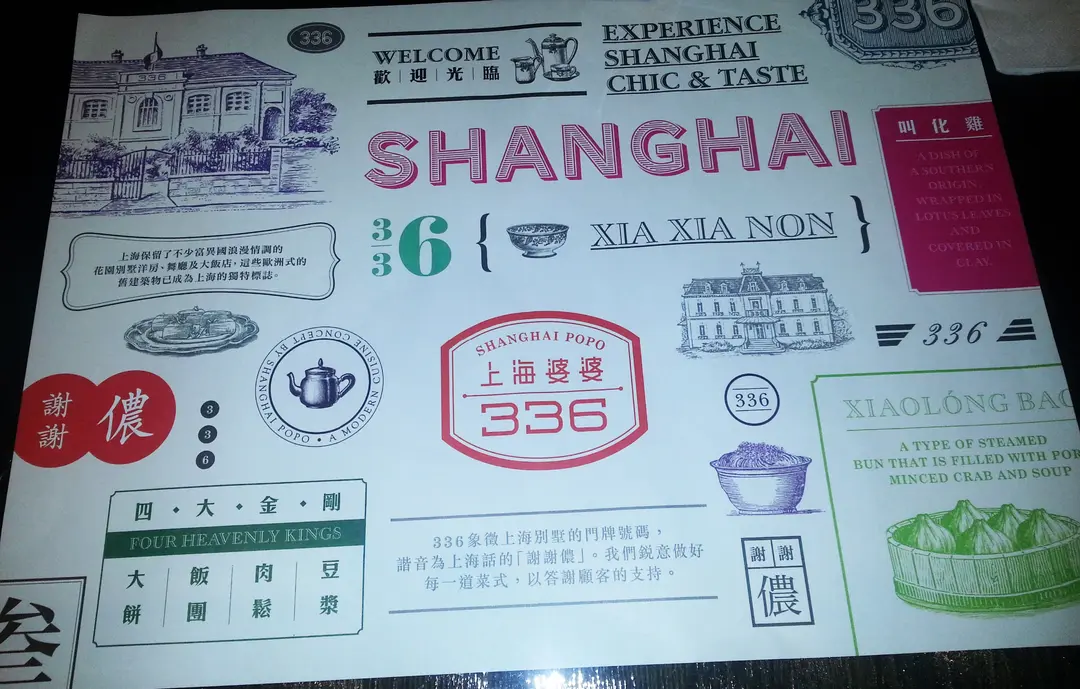 336
336
WELCOME
歡 | 迎 | 光 | 臨
EXPERIENCE
SHANGHAI
CHIC & TASTE
336
SHANGHAI
叫化雞
A DISH OF
A SOUTHERN
ORIGIN,
WRAPPED IN
LOTUS LEAVES
AND
COVERED IN
CLAY.
336
{ XIA XIA NON }
上海保留了不少富異國浪漫情調的
花園別墅洋房、舞廳及大飯店，這些歐洲式的
舊建築物已成為上海的獨特標誌。
336
A MODERN CUISINE CONCEPT BY SHANGHAI POPO •
SHANGHAI POPO
上海婆婆
336
336
謝謝
儂
3
3
6
XIAOLÓNG BAO
A TYPE OF STEAMED
BUN THAT IS FILLED WITH POR
MINCED CRAB AND SOUP
四 • 大 • 金 • 剛
FOUR HEAVENLY KINGS
大餅 | 飯團 | 肉鬆 | 豆漿
336象徵上海別墅的門牌號碼，
諧音為上海話的「謝謝儂」。我們銳意做好
每一道菜式，以答謝顧客的支持。
謝謝
儂
叁